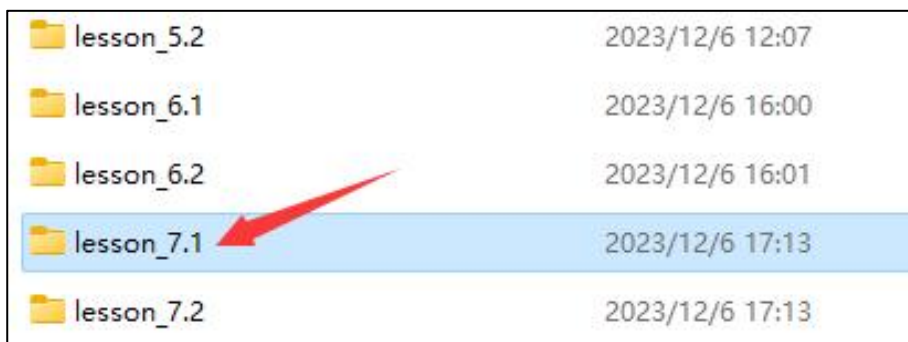 lesson_5.2 2023/12/6 12:07
lesson_6.1 2023/12/6 16:00
lesson_6.2 2023/12/6 16:01
lesson_7.1 2023/12/6 17:13
lesson_7.2 2023/12/6 17:13